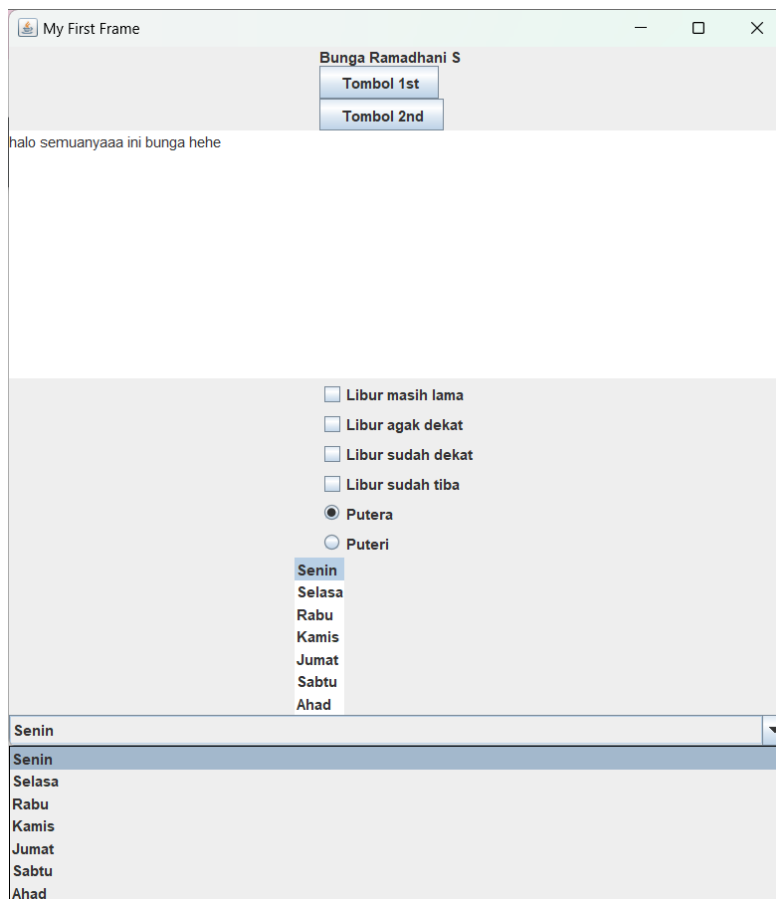 My First Frame
Bunga Ramadhani S
Tombol 1st
Tombol 2nd
halo semuanyaaa ini bunga hehe
Libur masih lama
Libur agak dekat
Libur sudah dekat
Libur sudah tiba
Putera
Puteri
Senin
Selasa
Rabu
Kamis
Jumat
Sabtu
Ahad
Senin
Senin
Selasa
Rabu
Kamis
Jumat
Sabtu
Ahad